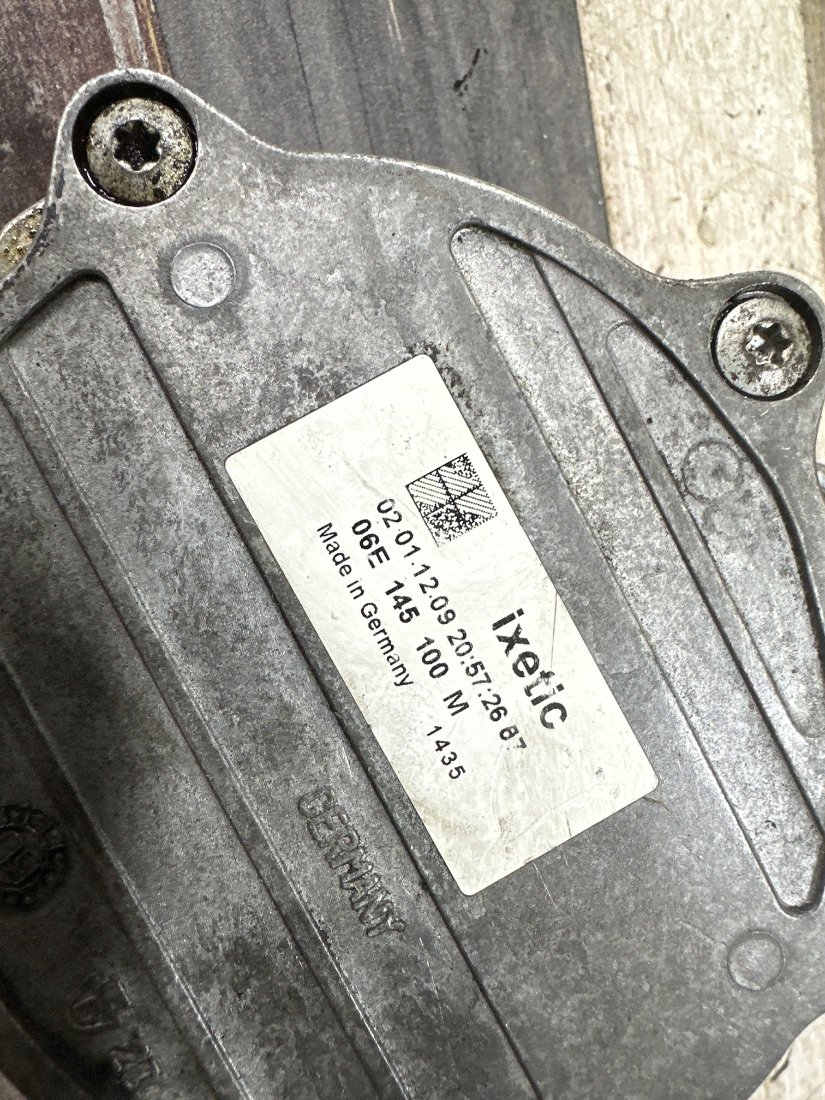 ixetic
02.01.12.09 20:57:26 87
06E 145 100 M
Made in Germany 1435
GERMANY